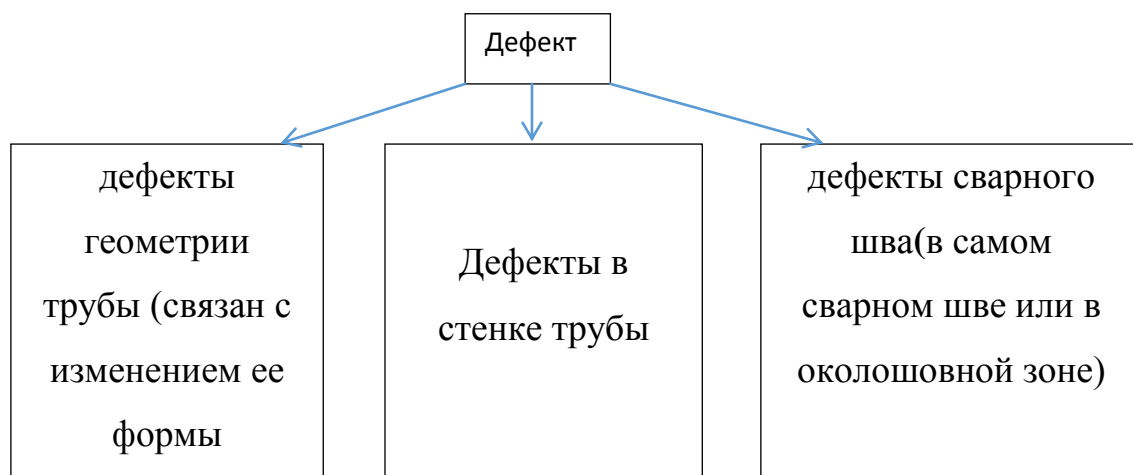 Дефект
дефекты
геометрии
трубы (связан с
изменением ее
формы
Дефекты в
стенке трубы
дефекты сварного
шва(в самом
сварном шве или в
околошовной зоне)